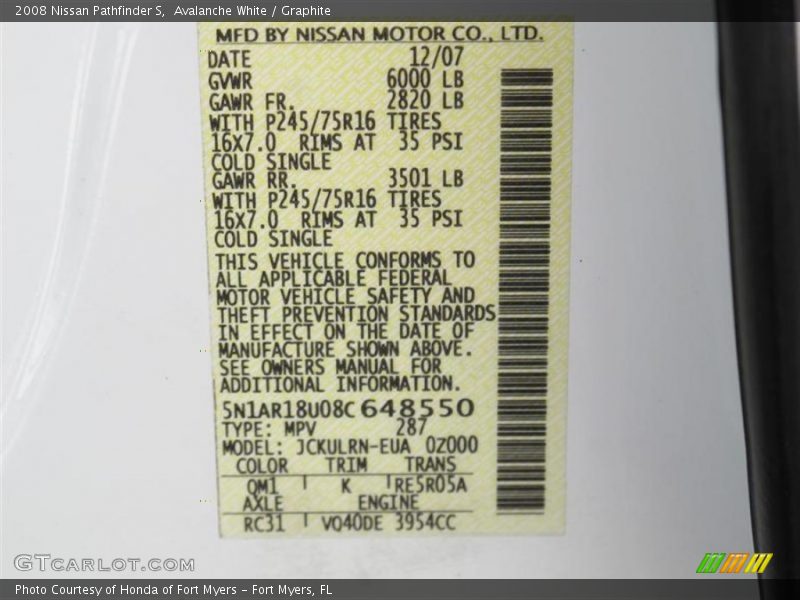 2008 Nissan Pathfinder S, Avalanche White / Graphite
MFD BY NISSAN MOTOR CO., LTD.
DATE 12/07
GVWR 6000 LB
GAWR FR. 2820 LB
WITH P245/75R16 TIRES
16X7.0 RIMS AT 35 PSI
COLD SINGLE
GAWR RR. 3501 LB
WITH P245/75R16 TIRES
16X7.0 RIMS AT 35 PSI
COLD SINGLE
THIS VEHICLE CONFORMS TO
ALL APPLICABLE FEDERAL
MOTOR VEHICLE SAFETY AND
THEFT PREVENTION STANDARDS
IN EFFECT ON THE DATE OF
MANUFACTURE SHOWN ABOVE.
SEE OWNERS MANUAL FOR
ADDITIONAL INFORMATION.
5N1AR18U08C648550
TYPE: MPV 287
MODEL: JCKULRN-EUA 0Z000
COLOR TRIM TRANS
QM1 K RE5R05A
AXLE ENGINE
RC31 VQ40DE 3954CC
GTCARLOT.COM
Photo Courtesy of Honda of Fort Myers - Fort Myers, FL